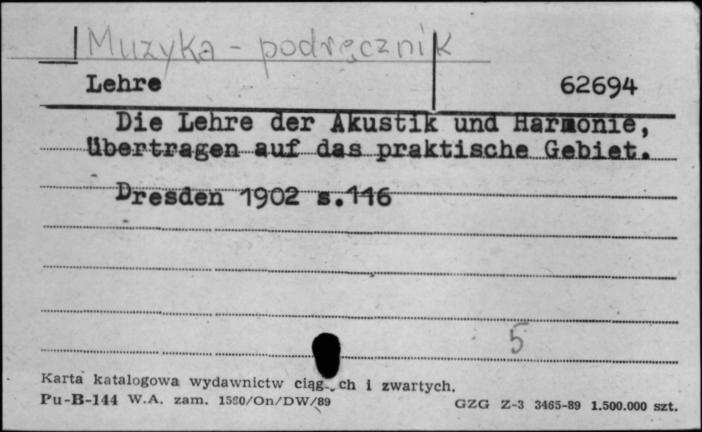 Muzyka - podręcznik
Lehre 62694
Die Lehre der Akustik und Harmonie,
Übertragen auf das praktische Gebiet.
Dresden 1902 s.116
5
Karta katalogowa wydawnictw ciąg ch i zwartych.
Pu-B-144 W.A. zam. 1580/On/DW/89 GZG Z-3 3465-89 1.500.000 szt.